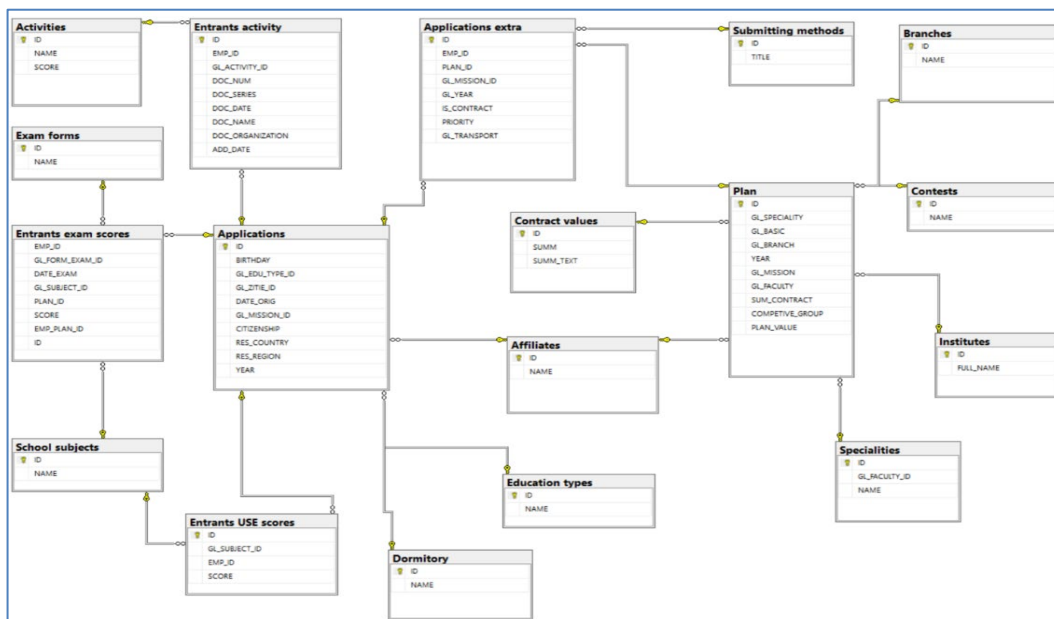 Activities
ID
NAME
SCORE
Entrants activity
ID
EMP_ID
GL_ACTIVITY_ID
DOC_NUM
DOC_SERIES
DOC_DATE
DOC_NAME
DOC_ORGANIZATION
ADD_DATE
Applications extra
ID
EMP_ID
PLAN_ID
GL_MISSION_ID
GL_YEAR
IS_CONTRACT
PRIORITY
GL_TRANSPORT
Submitting methods
ID
TITLE
Branches
ID
NAME
Exam forms
ID
NAME
Entrants exam scores
EMP_ID
GL_FORM_EXAM_ID
DATE_EXAM
GL_SUBJECT_ID
PLAN_ID
SCORE
EMP_PLAN_ID
ID
Applications
ID
BIRTHDAY
GL_EDU_TYPE_ID
GL_ZITIE_ID
DATE_ORIG
GL_MISSION_ID
CITIZENSHIP
RES_COUNTRY
RES_REGION
YEAR
Contract values
ID
SUMM
SUMM_TEXT
Plan
ID
GL_SPECIALITY
GL_BASIC
GL_BRANCH
YEAR
GL_MISSION
GL_FACULTY
SUM_CONTRACT
COMPETIVE_GROUP
PLAN_VALUE
Contests
ID
NAME
Affiliates
ID
NAME
Institutes
ID
FULL_NAME
School subjects
ID
NAME
Entrants USE scores
ID
GL_SUBJECT_ID
EMP_ID
SCORE
Education types
ID
NAME
Dormitory
ID
NAME
Specialities
ID
GL_FACULTY_ID
NAME